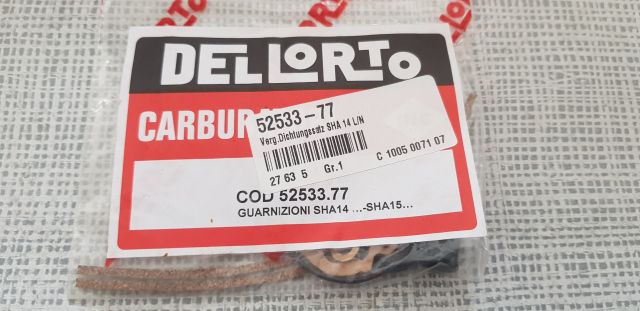 DELLORTO
CARBUR
52533-77
Verg.Dichtungssatz SHA 14 L/N
27 63 5 Gr.1
C 1005 0071 07
COD 52533.77
GUARNIZIONI SHA14 ...-SHA15...